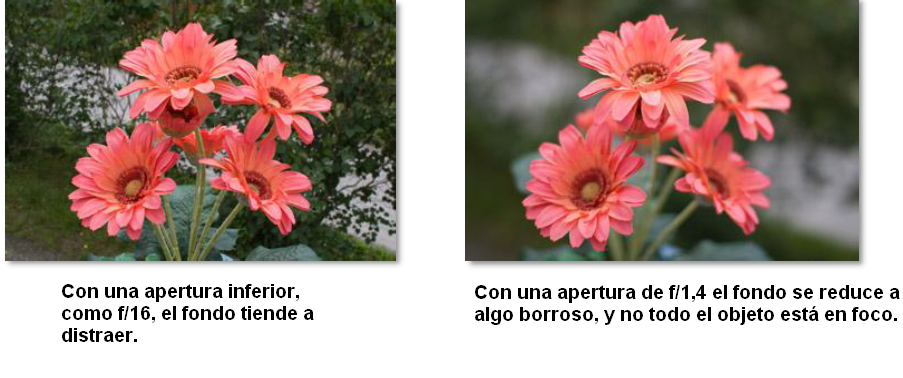 Con una apertura inferior,
como f/16, el fondo tiende a
distraer.
Con una apertura de f/1,4 el fondo se reduce a
algo borroso, y no todo el objeto está en foco.